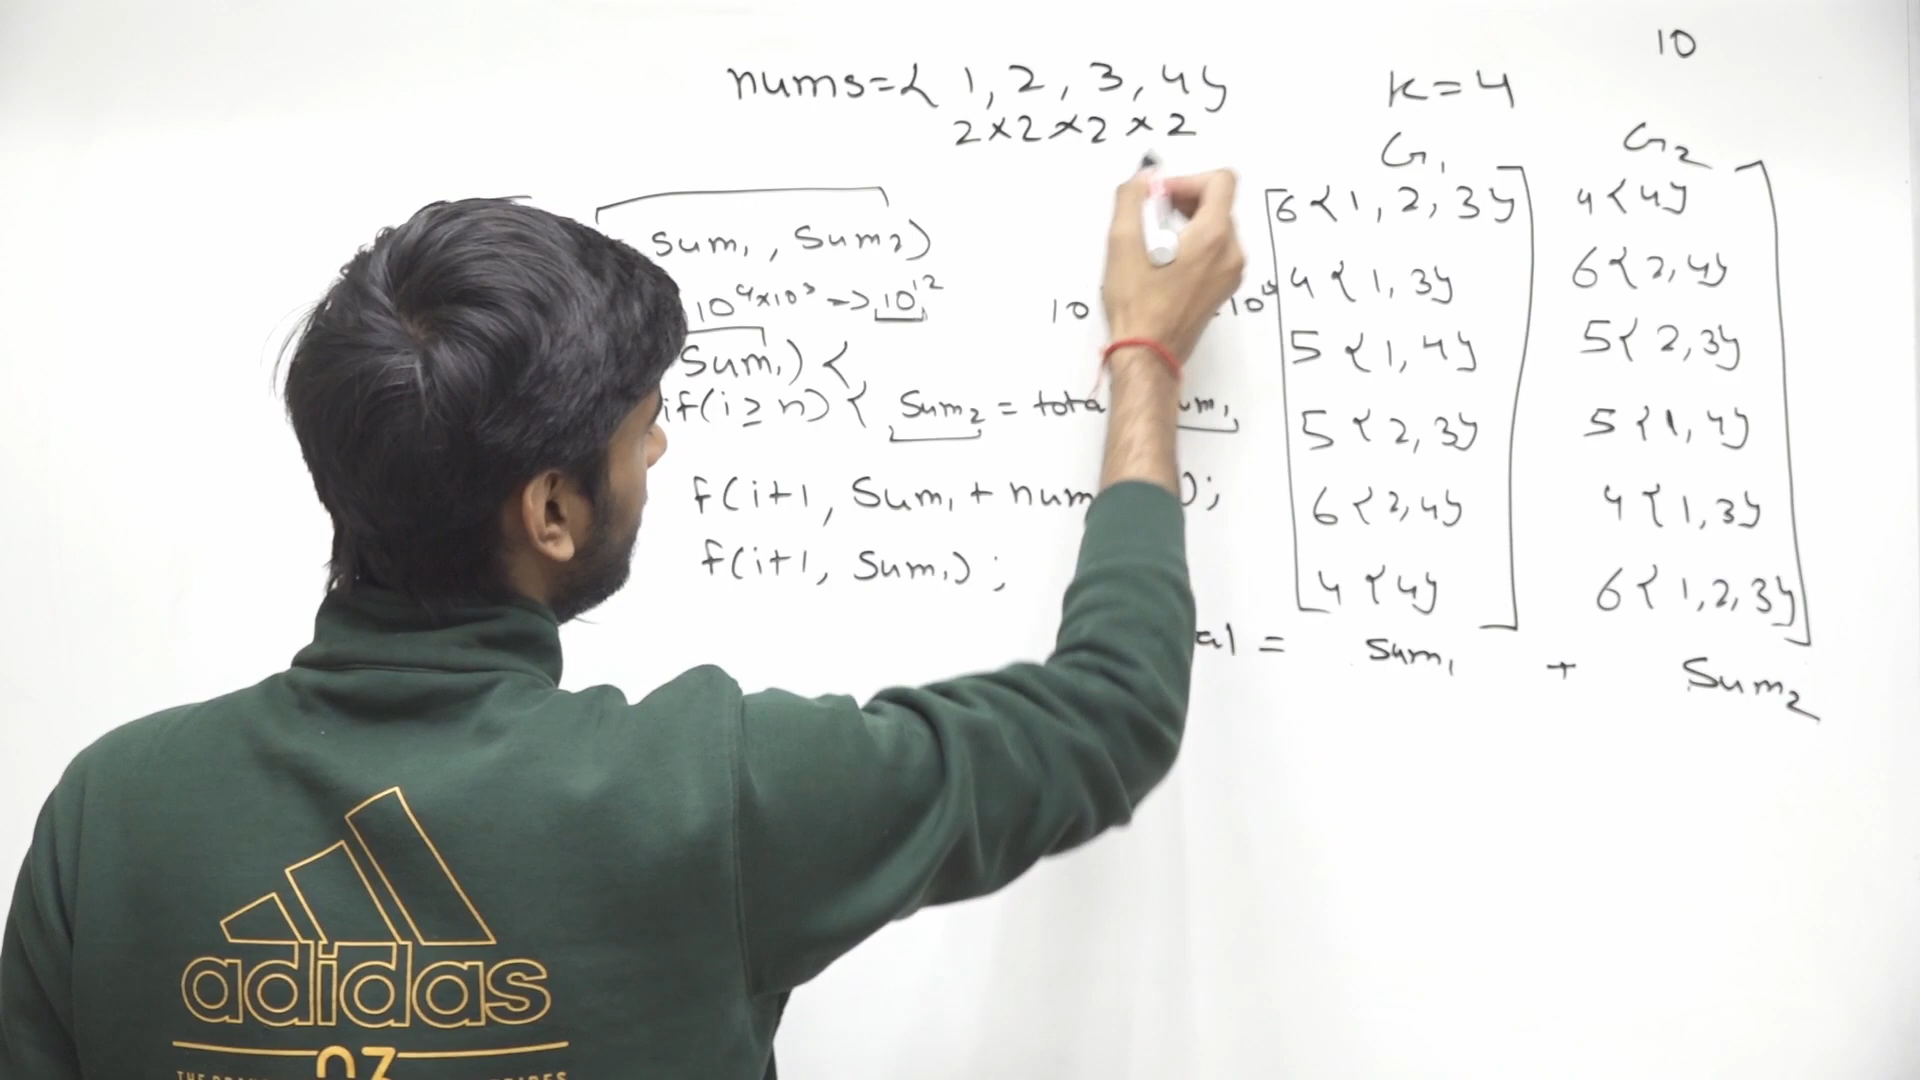 10
nums={ 1, 2, 3, 4}
2×2×2×2
K=4
G1
G2
6{1, 2, 3}
4{4}
4{1, 3}
6{2,4}
5{1, 4}
5{2,3}
5{2, 3}
5{1,4}
6{2,4}
4{1,3}
4{4}
6{1,2,3}
= sum1 + Sum2
sum1, Sum2)
10^4×10^3 => 10^12
10
Sum1) {
if(i≥n) { Sum2 = tota
f(i+1, Sum1 + num );
f(i+1, Sum1);
adidas
03